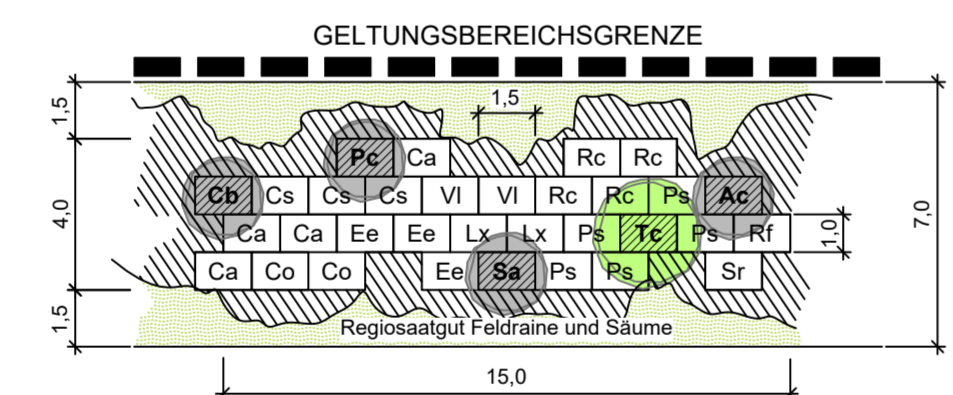 GELTUNGSBEREICHSGRENZE
1,5
1,5
Pc Ca Rc Rc
Cb Cs Cs Cs Vl Vl Rc Rc Ps Ac
4,0
7,0
Ca Ca Ee Ee Lx Lx Ps Tc Ps Rf
1,0
Ca Co Co Ee Sa Ps Ps Sr
1,5
Regiosaatgut Feldraine und Säume
15,0